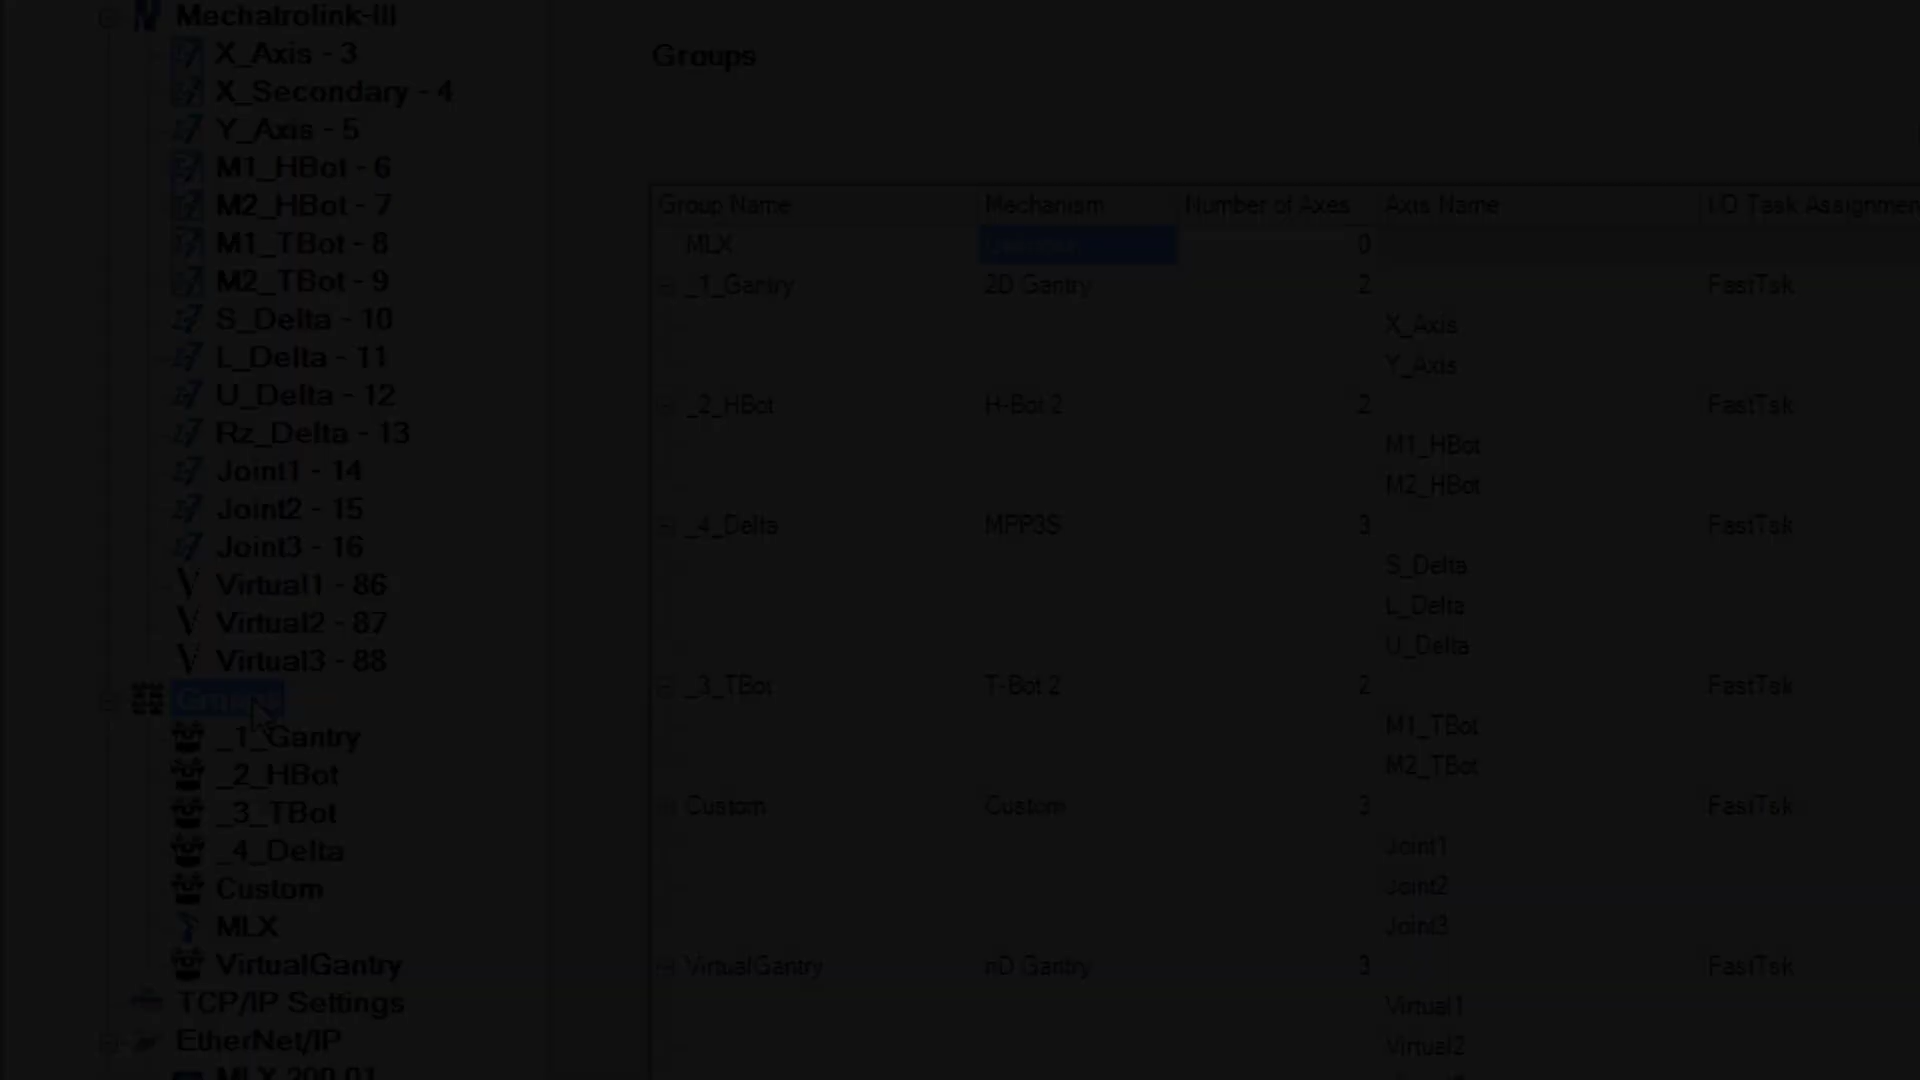 Mechatrolink-III
X_Axis - 3
X_Secondary - 4
Y_Axis - 5
M1_HBot - 6
M2_HBot - 7
M1_TBot - 8
M2_TBot - 9
S_Delta - 10
L_Delta - 11
U_Delta - 12
Rz_Delta - 13
Joint1 - 14
Joint2 - 15
Joint3 - 16
Virtual1 - 86
Virtual2 - 87
Virtual3 - 88
Groups
_1_Gantry
_2_HBot
_3_TBot
_4_Delta
Custom
MLX
VirtualGantry
TCP/IP Settings
EtherNet/IP
Groups
Group Name Mechanism Number of Axes Axis Name I/O Task Assignmen
MLX 0
_1_Gantry 2D Gantry 2 FastTsk
X_Axis
Y_Axis
_2_HBot H-Bot 2 2 FastTsk
M1_HBot
M2_HBot
_4_Delta MPP3S 3 FastTsk
S_Delta
L_Delta
U_Delta
_3_TBot T-Bot 2 2 FastTsk
M1_TBot
M2_TBot
Custom Custom 3 FastTsk
Joint1
Joint2
Joint3
VirtualGantry nD Gantry 3 FastTsk
Virtual1
Virtual2